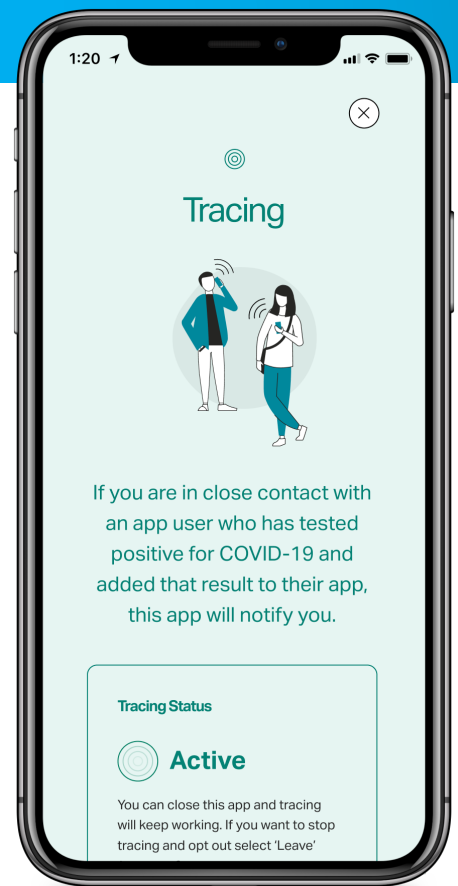 1:20
Tracing
If you are in close contact with
an app user who has tested
positive for COVID-19 and
added that result to their app,
this app will notify you.
Tracing Status
Active
You can close this app and tracing
will keep working. If you want to stop
tracing and opt out select ‘Leave’